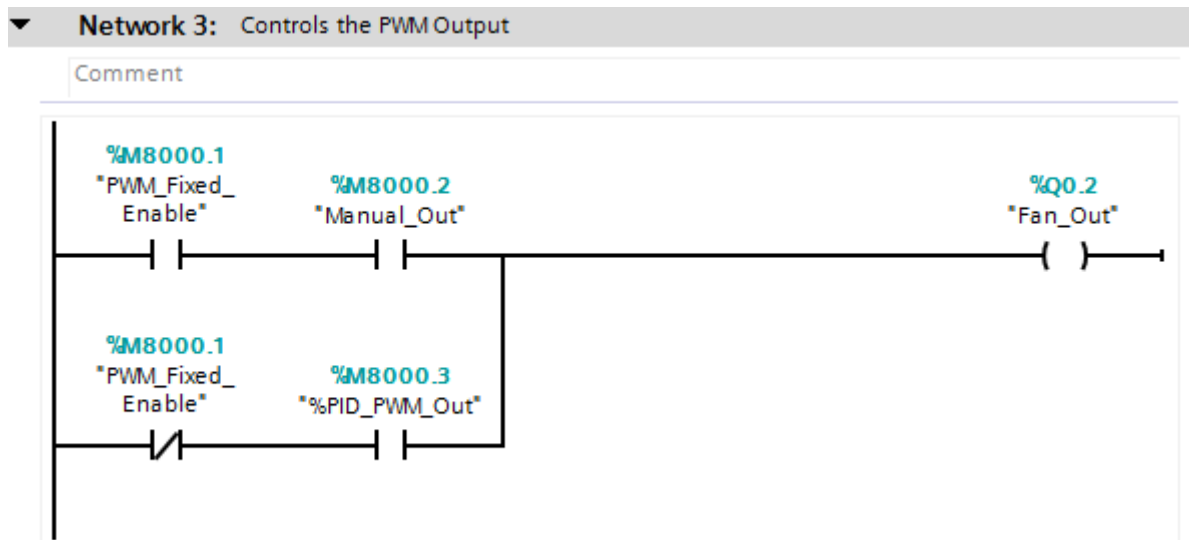 Network 3: Controls the PWM Output
Comment
%M8000.1
"PWM_Fixed_
Enable"
%M8000.2
"Manual_Out"
%Q0.2
"Fan_Out"
%M8000.1
"PWM_Fixed_
Enable"
%M8000.3
"%PID_PWM_Out"